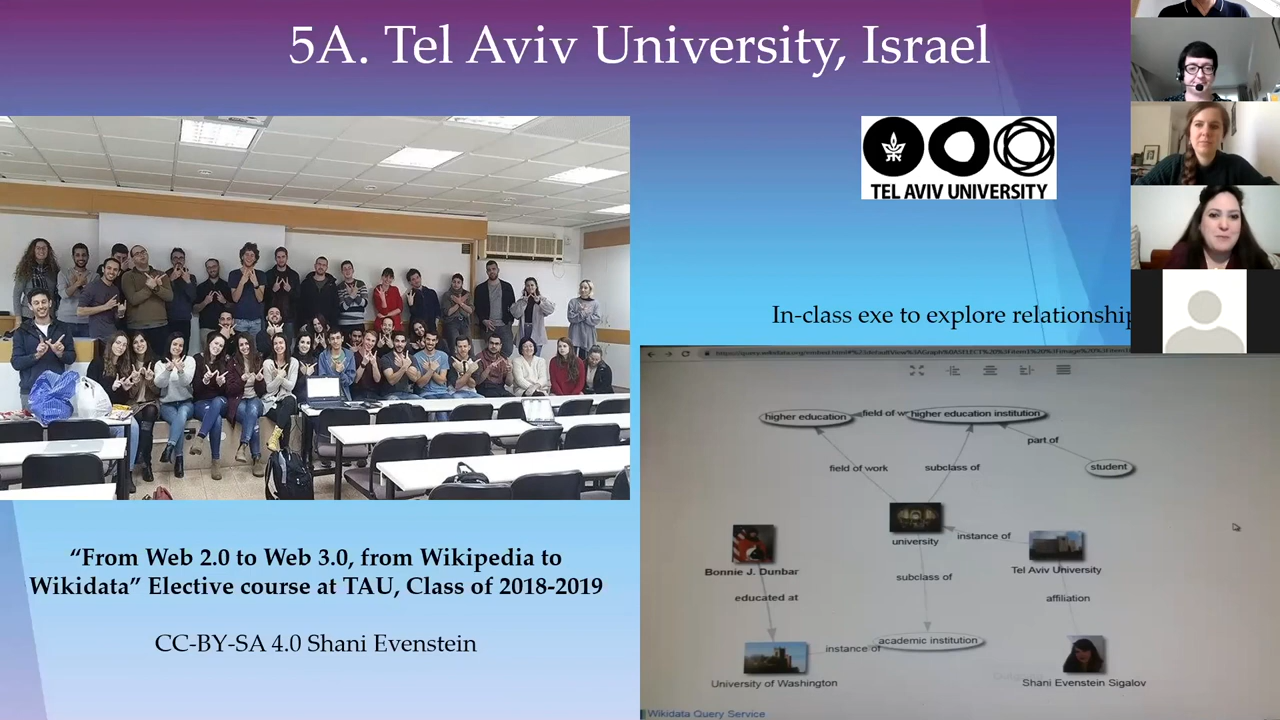 5A. Tel Aviv University, Israel
TEL AVIV UNIVERSITY
In-class exe to explore relationship
higher education
field of w
higher education institution
part of
student
field of work
subclass of
university
instance of
Tel Aviv University
Bonnie J. Dunbar
educated at
subclass of
affiliation
academic institution
instance of
University of Washington
Shani Evenstein Sigalov
Wikidata Query Service
“From Web 2.0 to Web 3.0, from Wikipedia to
Wikidata” Elective course at TAU, Class of 2018-2019
CC-BY-SA 4.0 Shani Evenstein